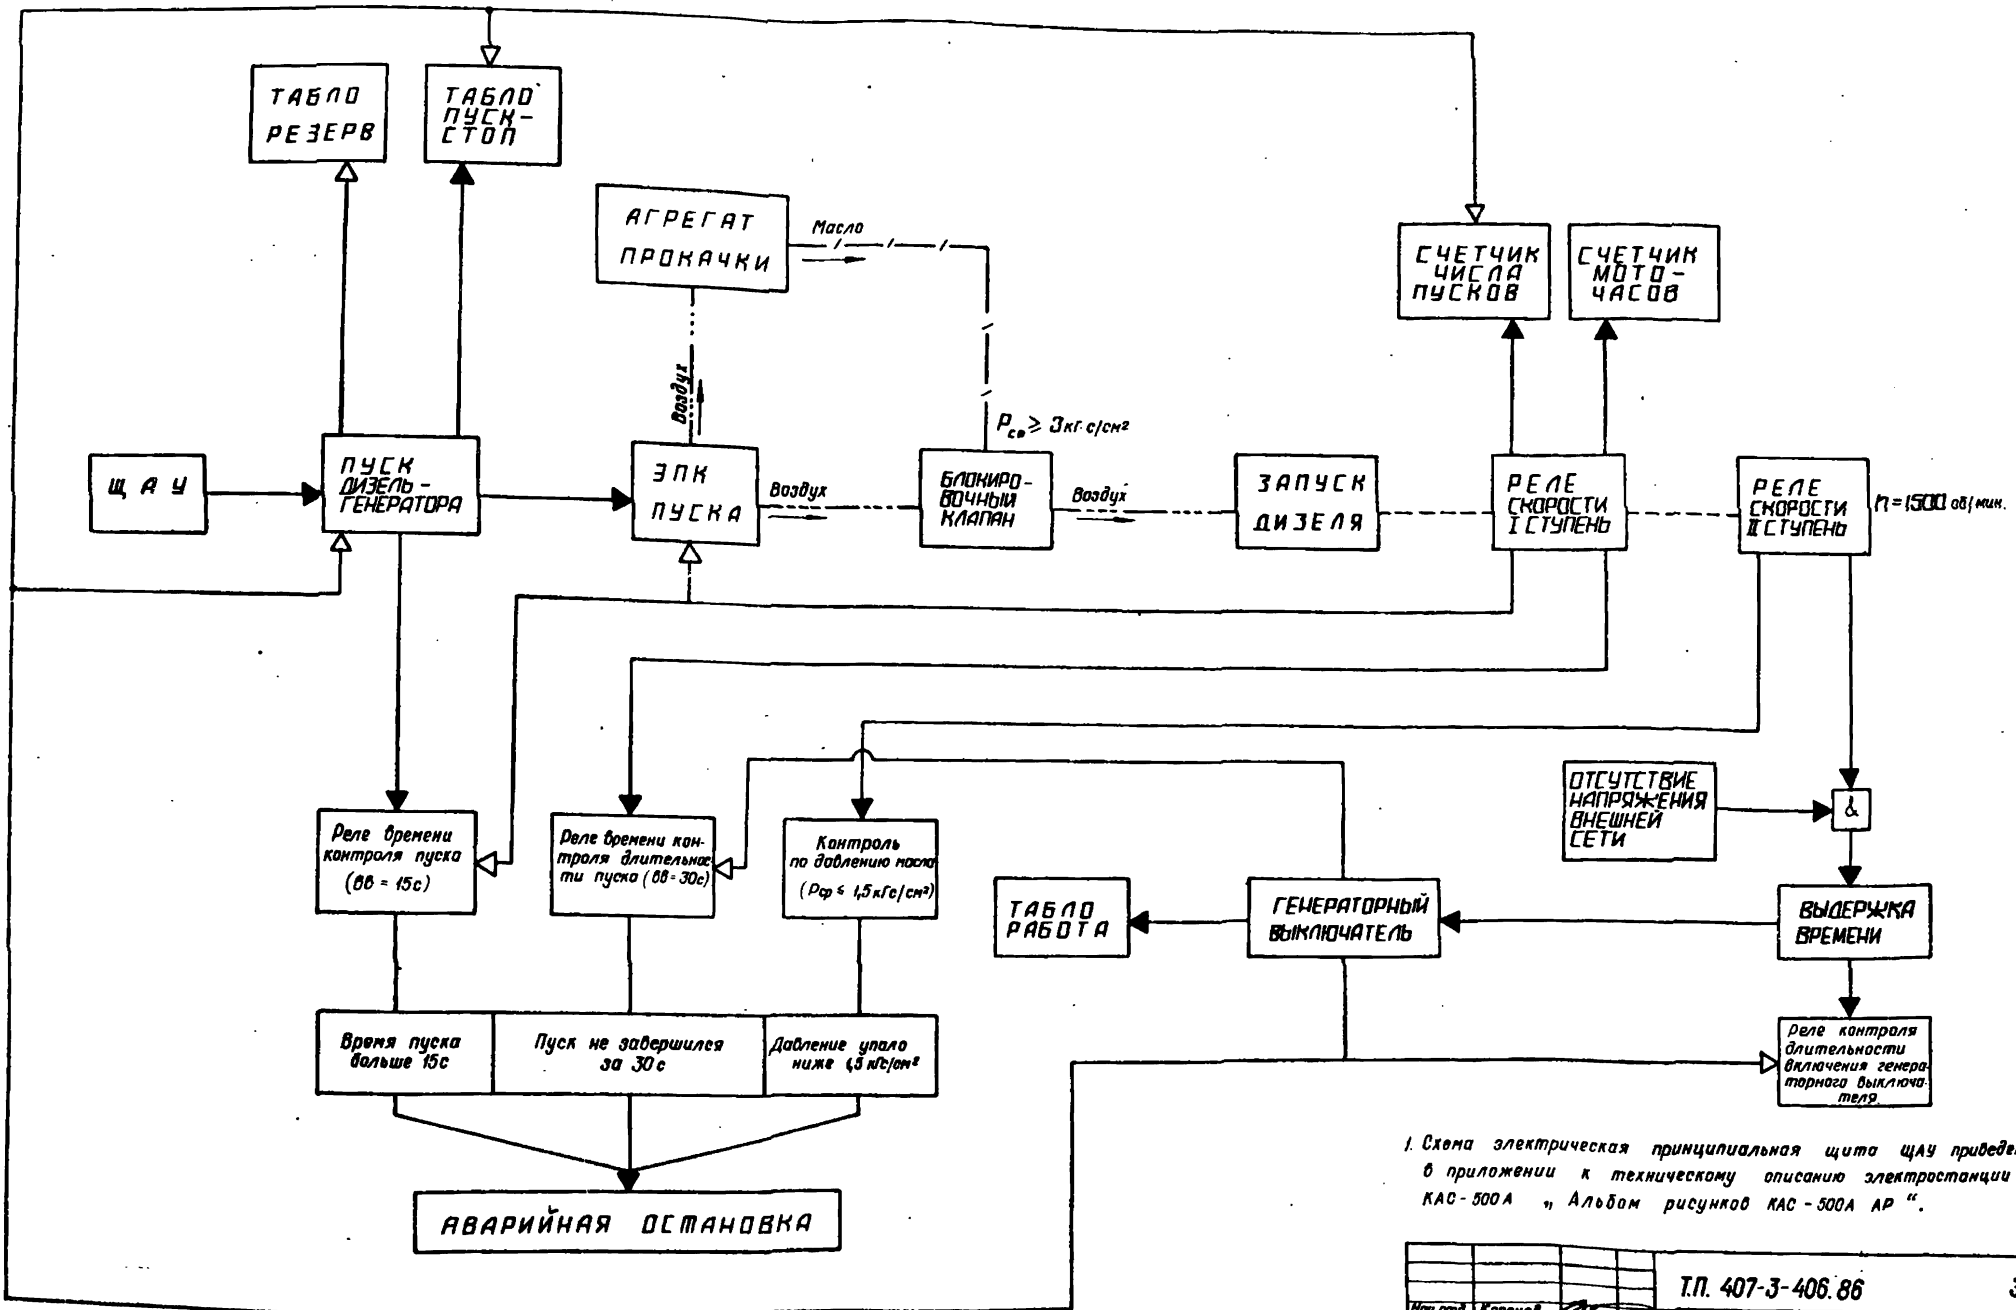 ТАБЛО
РЕЗЕРВ
ТАБЛО
ПУСК-
СТОП
АГРЕГАТ
ПРОКАЧКИ
Масло
СЧЕТЧИК
ЧИСЛА
ПУСКОВ
СЧЕТЧИК
МОТО-
ЧАСОВ
Воздух
Pсв ≥ 3кг.с/см²
ЩАУ
ПУСК
ДИЗЕЛЬ-
ГЕНЕРАТОРА
ЭПК
ПУСКА
Воздух
БЛОКИРО-
ВОЧНЫЙ
КЛАПАН
Воздух
ЗАПУСК
ДИЗЕЛЯ
РЕЛЕ
СКОРОСТИ
I СТУПЕНЬ
РЕЛЕ
СКОРОСТИ
II СТУПЕНЬ
n=1500 об/мин.
ОТСУТСТВИЕ
НАПРЯЖЕНИЯ
ВНЕШНЕЙ
СЕТИ
&
Реле времени
контроля пуска
(вв = 15с)
Реле времени кон-
троля длительнос
ти пуска (вв=30с)
Контроль
по давлению масла
(Pср ≤ 1,5 кГс/см²)
ТАБЛО
РАБОТА
ГЕНЕРАТОРНЫЙ
ВЫКЛЮЧАТЕЛЬ
ВЫДЕРЖКА
ВРЕМЕНИ
Время пуска
больше 15с
Пуск не завершился
за 30с
Давление упало
ниже 1,5 кГс/см²
Реле контроля
длительности
включения генера-
торного выключа-
теля
АВАРИЙНАЯ ОСТАНОВКА
1. Схема электрическая принципиальная щита ЩАУ приведе
в приложении к техническому описанию электростанции
КАС-500А „Альбом рисунков КАС-500А АР“.
Т.П. 407-3-406.86